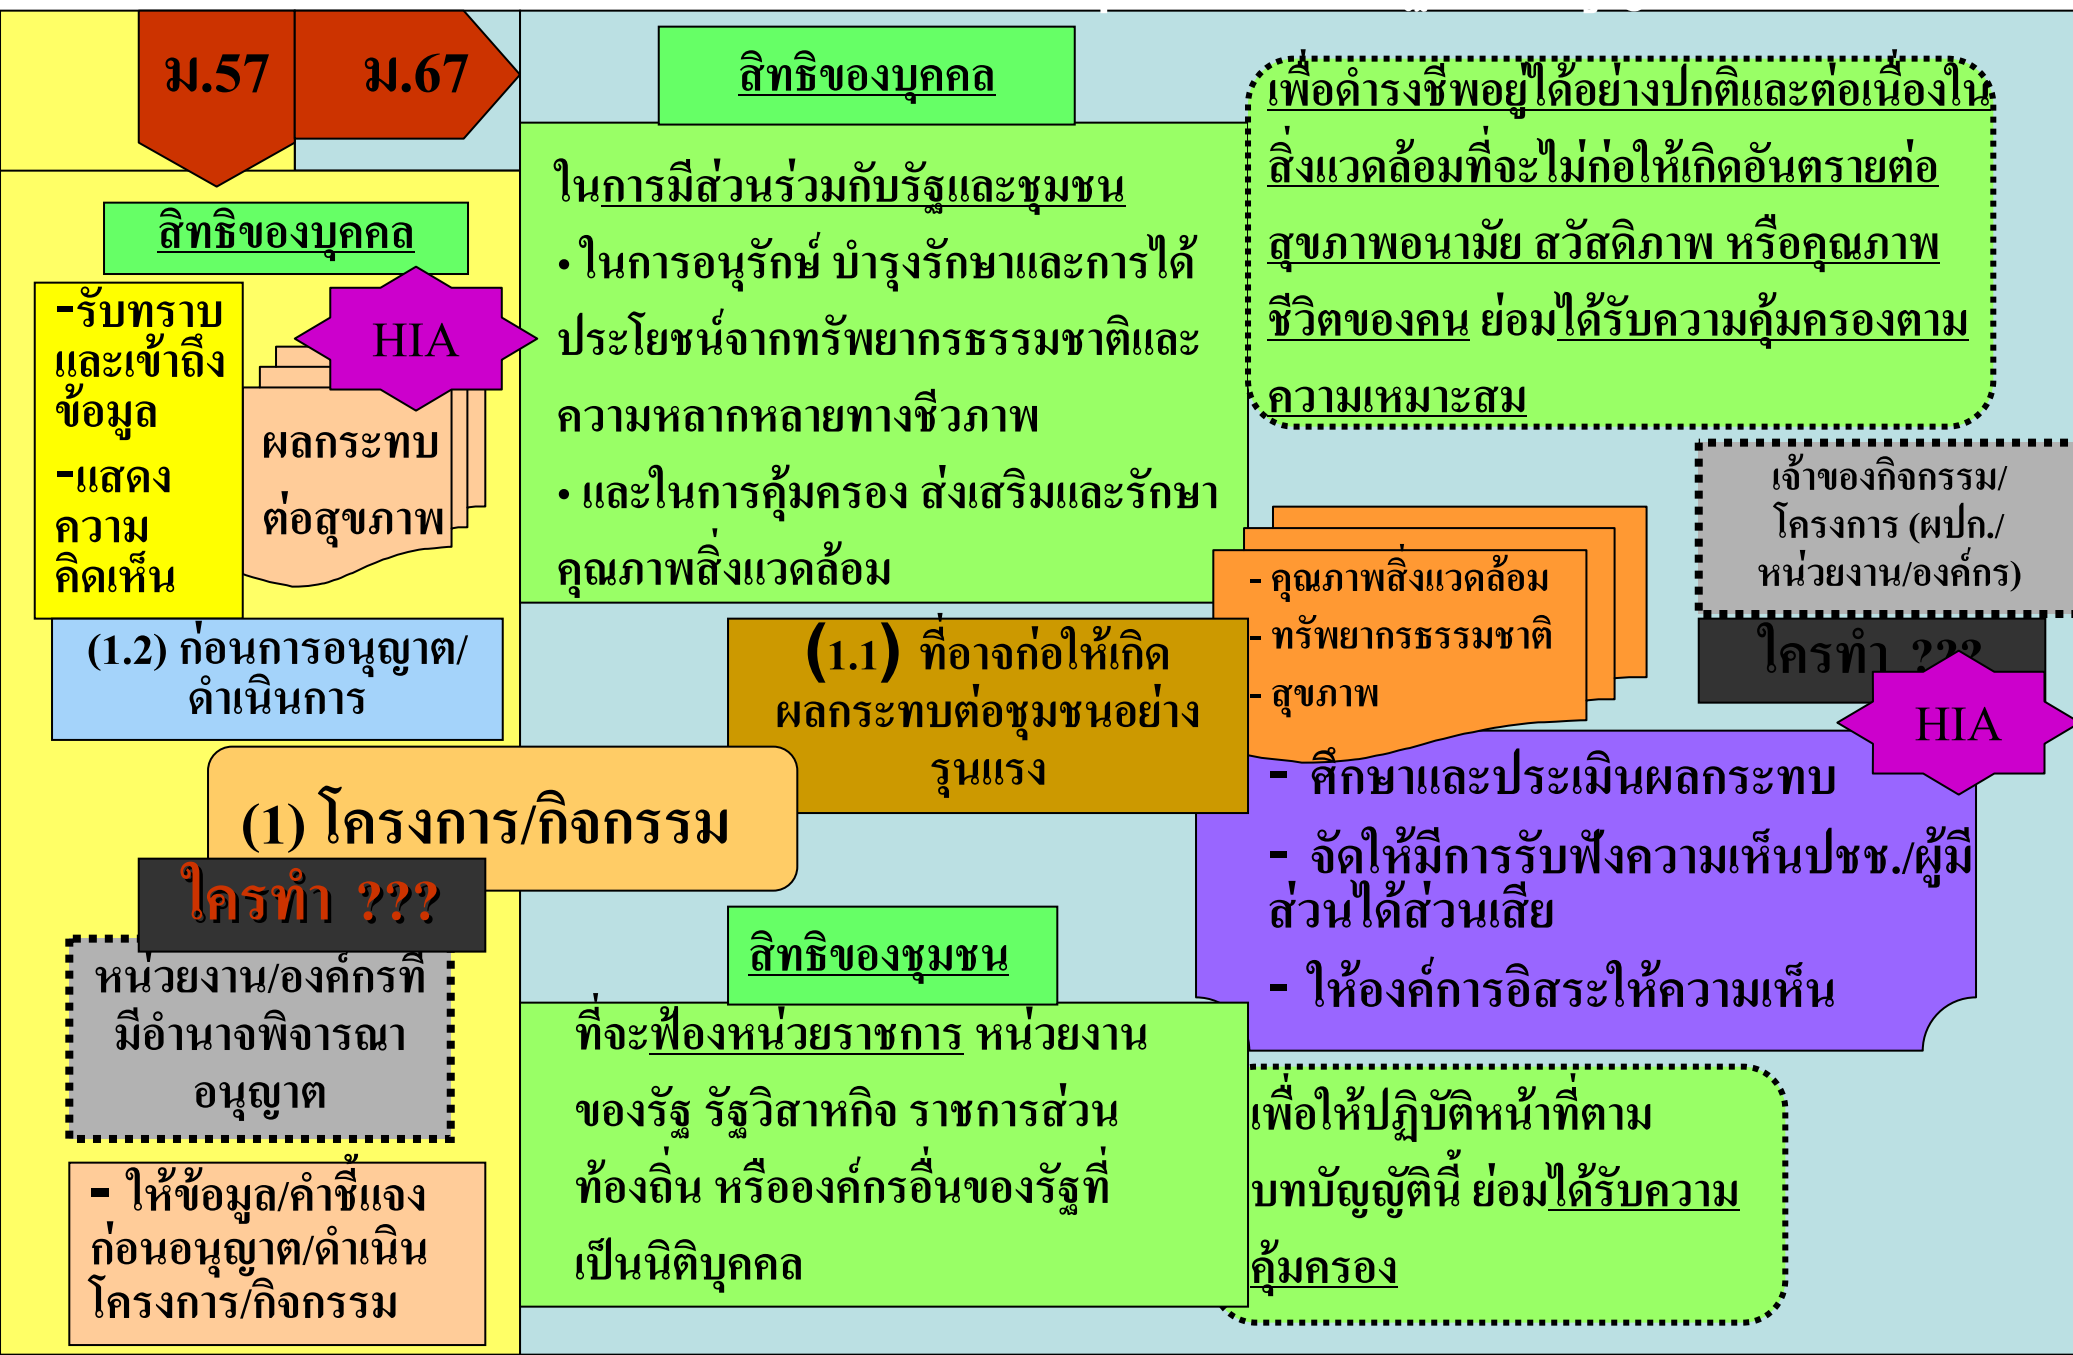 ม.57
ม.67
สิทธิของบุคคล
-รับทราบ
และเข้าถึง
ข้อมูล
-แสดง
ความ
คิดเห็น
HIA
ผลกระทบ
ต่อสุขภาพ
(1.2) ก่อนการอนุญาต/
ดำเนินการ
(1) โครงการ/กิจกรรม
ใครทำ ???
หน่วยงาน/องค์กรที่
มีอำนาจพิจารณา
อนุญาต
- ให้ข้อมูล/คำชี้แจง
ก่อนอนุญาต/ดำเนิน
โครงการ/กิจกรรม
สิทธิของบุคคล
ในการมีส่วนร่วมกับรัฐและชุมชน
• ในการอนุรักษ์ บำรุงรักษาและการได้
ประโยชน์จากทรัพยากรธรรมชาติและ
ความหลากหลายทางชีวภาพ
• และในการคุ้มครอง ส่งเสริมและรักษา
คุณภาพสิ่งแวดล้อม
เพื่อดำรงชีพอยู่ได้อย่างปกติและต่อเนื่องใน
สิ่งแวดล้อมที่จะไม่ก่อให้เกิดอันตรายต่อ
สุขภาพอนามัย สวัสดิภาพ หรือคุณภาพ
ชีวิตของคน ย่อมได้รับความคุ้มครองตาม
ความเหมาะสม
(1.1) ที่อาจก่อให้เกิด
ผลกระทบต่อชุมชนอย่าง
รุนแรง
- คุณภาพสิ่งแวดล้อม
- ทรัพยากรธรรมชาติ
- สุขภาพ
เจ้าของกิจกรรม/
โครงการ (ผปก./
หน่วยงาน/องค์กร)
ใครทำ ???
HIA
- ศึกษาและประเมินผลกระทบ
- จัดให้มีการรับฟังความเห็นปชช./ผู้มี
ส่วนได้ส่วนเสีย
- ให้องค์การอิสระให้ความเห็น
สิทธิของชุมชน
ที่จะฟ้องหน่วยราชการ หน่วยงาน
ของรัฐ รัฐวิสาหกิจ ราชการส่วน
ท้องถิ่น หรือองค์กรอื่นของรัฐที่
เป็นนิติบุคคล
เพื่อให้ปฏิบัติหน้าที่ตาม
บทบัญญัตินี้ ย่อมได้รับความ
คุ้มครอง